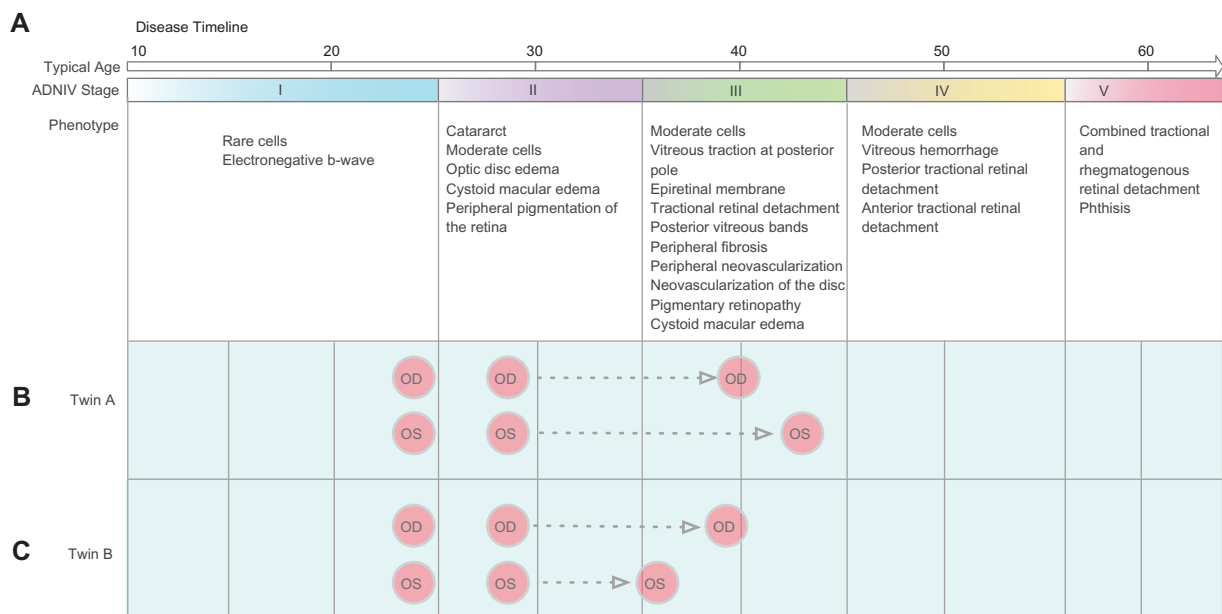 A
Disease Timeline
10 20 30 40 50 60
Typical Age
ADNIV Stage I II III IV V
Phenotype
Rare cells
Electronegative b-wave
Catararct
Moderate cells
Optic disc edema
Cystoid macular edema
Peripheral pigmentation of
the retina
Moderate cells
Vitreous traction at posterior
pole
Epiretinal membrane
Tractional retinal detachment
Posterior vitreous bands
Peripheral fibrosis
Peripheral neovascularization
Neovascularization of the disc
Pigmentary retinopathy
Cystoid macular edema
Moderate cells
Vitreous hemorrhage
Posterior tractional retinal
detachment
Anterior tractional retinal
detachment
Combined tractional
and
rhegmatogenous
retinal detachment
Phthisis
B
Twin A
OD OD OD
OS OS OS
C
Twin B
OD OD OD
OS OS OS